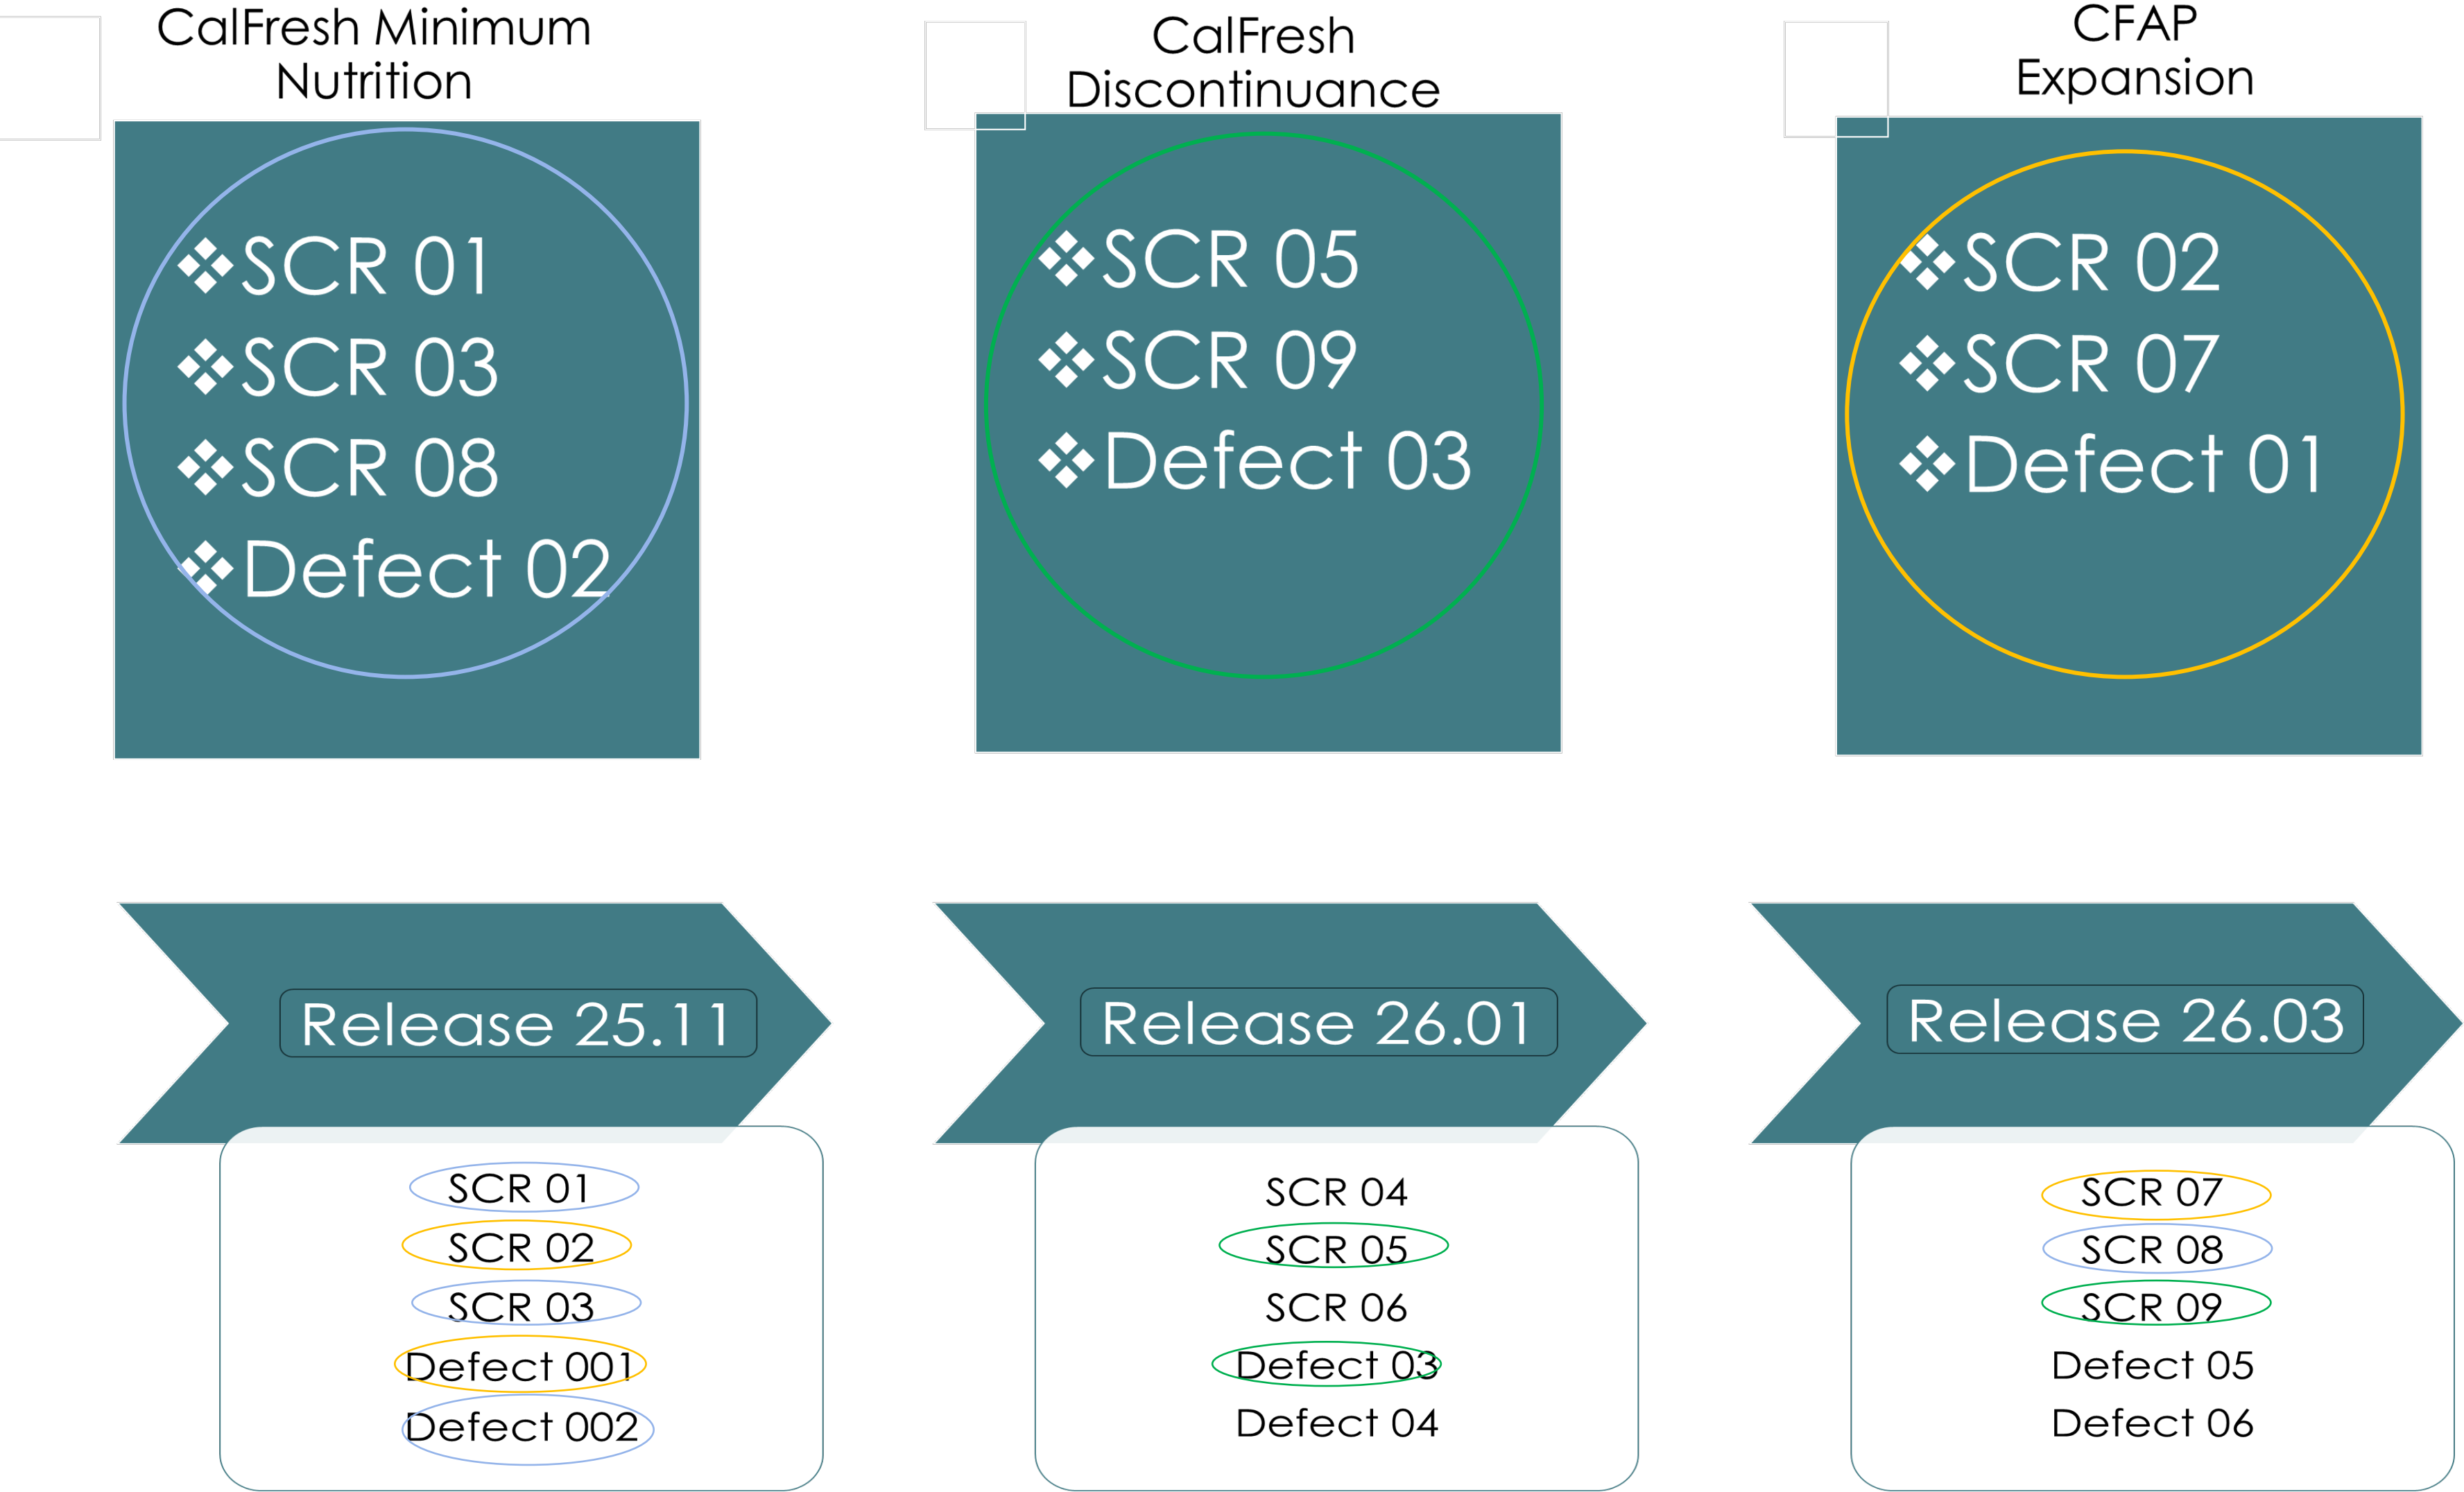 CalFresh Minimum
Nutrition
❖SCR 01
❖SCR 03
❖SCR 08
❖Defect 02
CalFresh
Discontinuance
❖SCR 05
❖SCR 09
❖Defect 03
CFAP
Expansion
❖SCR 02
❖SCR 07
❖Defect 01
Release 25.11
SCR 01
SCR 02
SCR 03
Defect 001
Defect 002
Release 26.01
SCR 04
SCR 05
SCR 06
Defect 03
Defect 04
Release 26.03
SCR 07
SCR 08
SCR 09
Defect 05
Defect 06